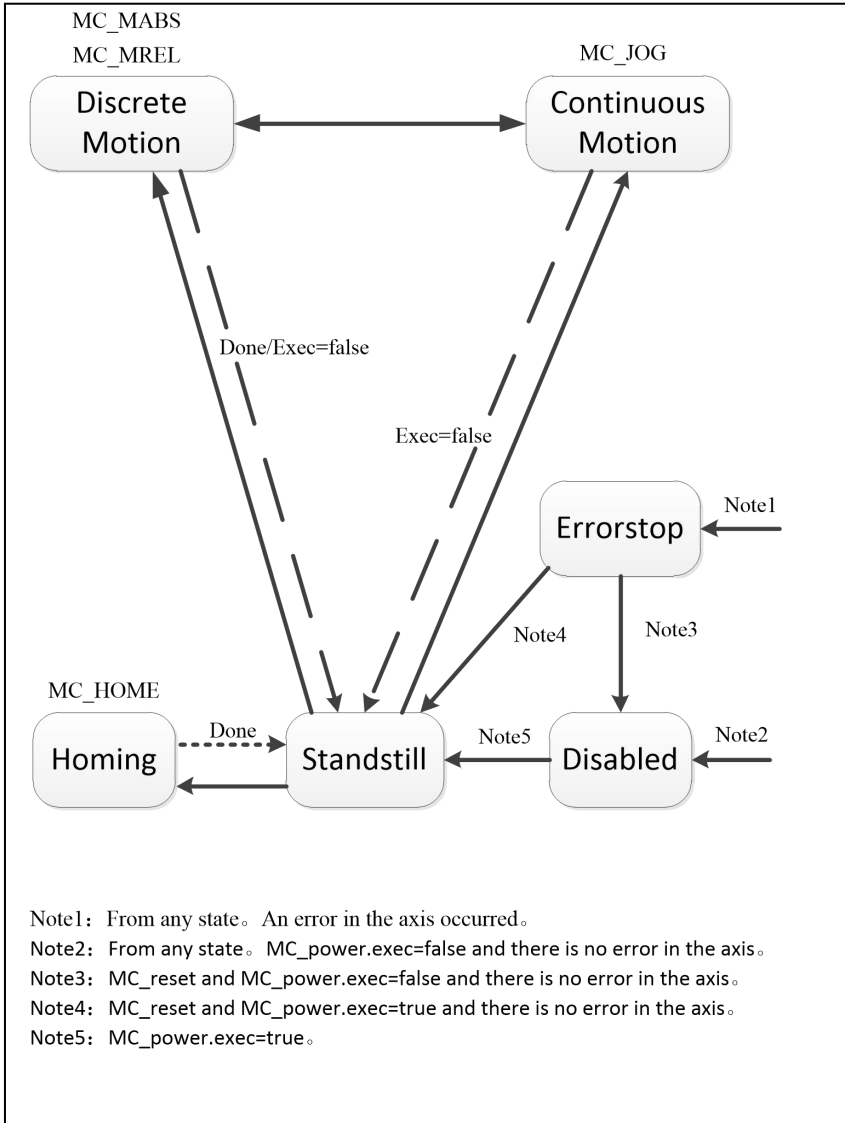 MC_MABS
MC_MREL
MC_JOG
Discrete
Motion
Continuous
Motion
Done/Exec=false
Exec=false
Note1
Errorstop
Note4
Note3
MC_HOME
Done
Note5
Note2
Homing
Standstill
Disabled
Note1：From any state。An error in the axis occurred。
Note2：From any state。MC_power.exec=false and there is no error in the axis。
Note3：MC_reset and MC_power.exec=false and there is no error in the axis。
Note4：MC_reset and MC_power.exec=true and there is no error in the axis。
Note5：MC_power.exec=true。